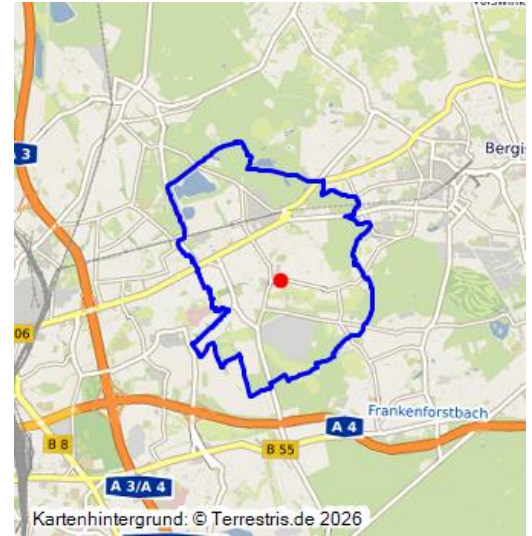 A 3
Bergis
06
Frankenforstbach
A 4
B 8
B 55
A 3/A 4
Kartenhintergrund: © Terrestris.de 2026